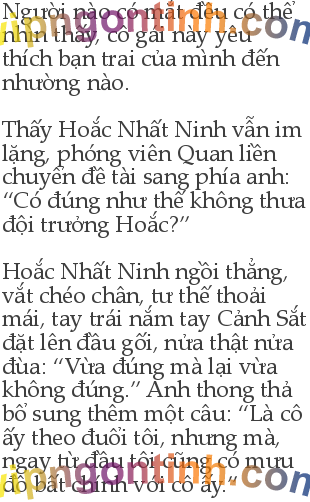 Người nào có mặt đều có thể
nhìn thấy, cô gái này yêu
thích bạn trai của mình đến
nhường nào.
Thấy Hoắc Nhất Ninh vẫn im
lặng, phóng viên Quan liền
chuyển đề tài sang phía anh:
“Có đúng như thế không thưa
đội trưởng Hoắc?”
Hoắc Nhất Ninh ngồi thẳng,
vắt chéo chân, tư thế thoải
mái, tay trái nắm tay Cảnh Sắt
đặt lên đầu gối, nửa thật nửa
đùa: “Vừa đúng mà lại vừa
không đúng.” Anh thong thả
bổ sung thêm một câu: “Là cô
ấy theo đuổi tôi, nhưng mà,
ngay từ đầu tôi cũng có mưu
đồ bất chính với cô ấy.”